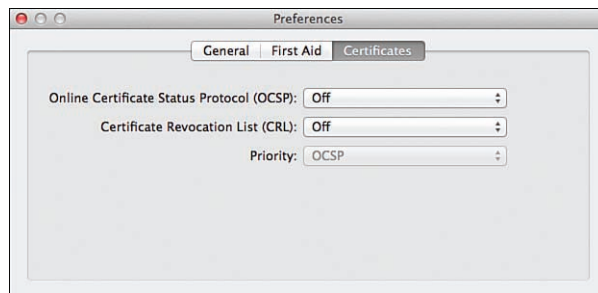 Preferences
General First Aid Certificates
Online Certificate Status Protocol (OCSP): Off
Certificate Revocation List (CRL): Off
Priority: OCSP